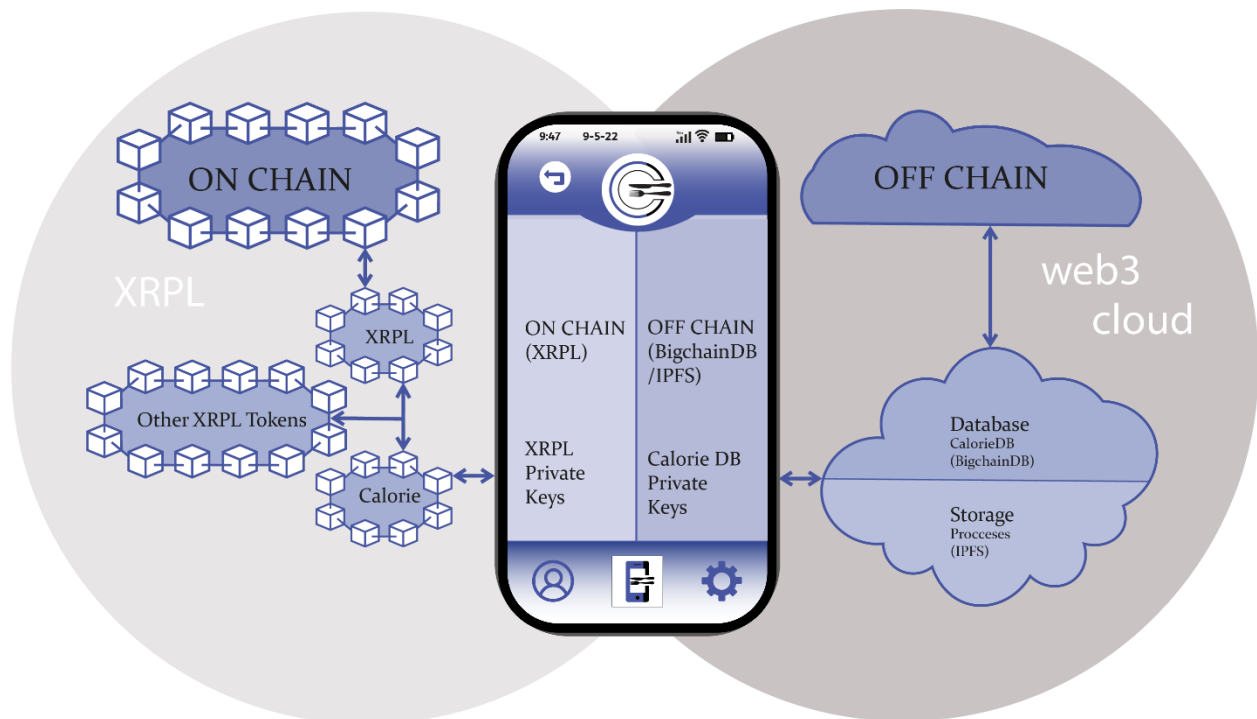 ON CHAIN
XRPL
XRPL
Other XRPL Tokens
Calorie
9:47 9-5-22
ON CHAIN
(XRPL)
XRPL
Private
Keys
OFF CHAIN
(BigchainDB
/IPFS)
Calorie DB
Private
Keys
OFF CHAIN
web3
cloud
Database
CalorieDB
(BigchainDB)
Storage
Procceses
(IPFS)